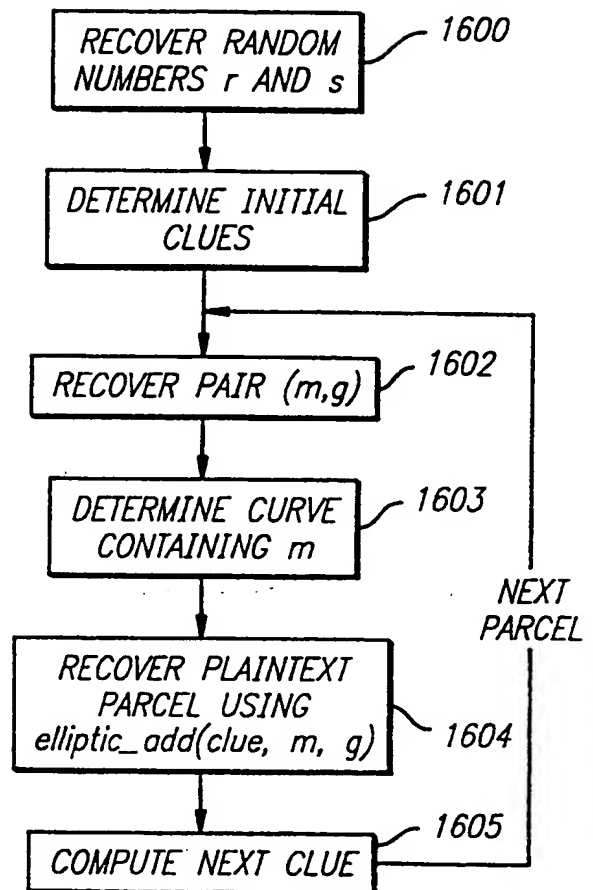 RECOVER RANDOM
NUMBERS r AND s
1600
DETERMINE INITIAL
CLUES
1601
RECOVER PAIR (m,g)
1602
DETERMINE CURVE
CONTAINING m
1603
NEXT
PARCEL
RECOVER PLAINTEXT
PARCEL USING
elliptic_add(clue, m, g)
1604
COMPUTE NEXT CLUE
1605